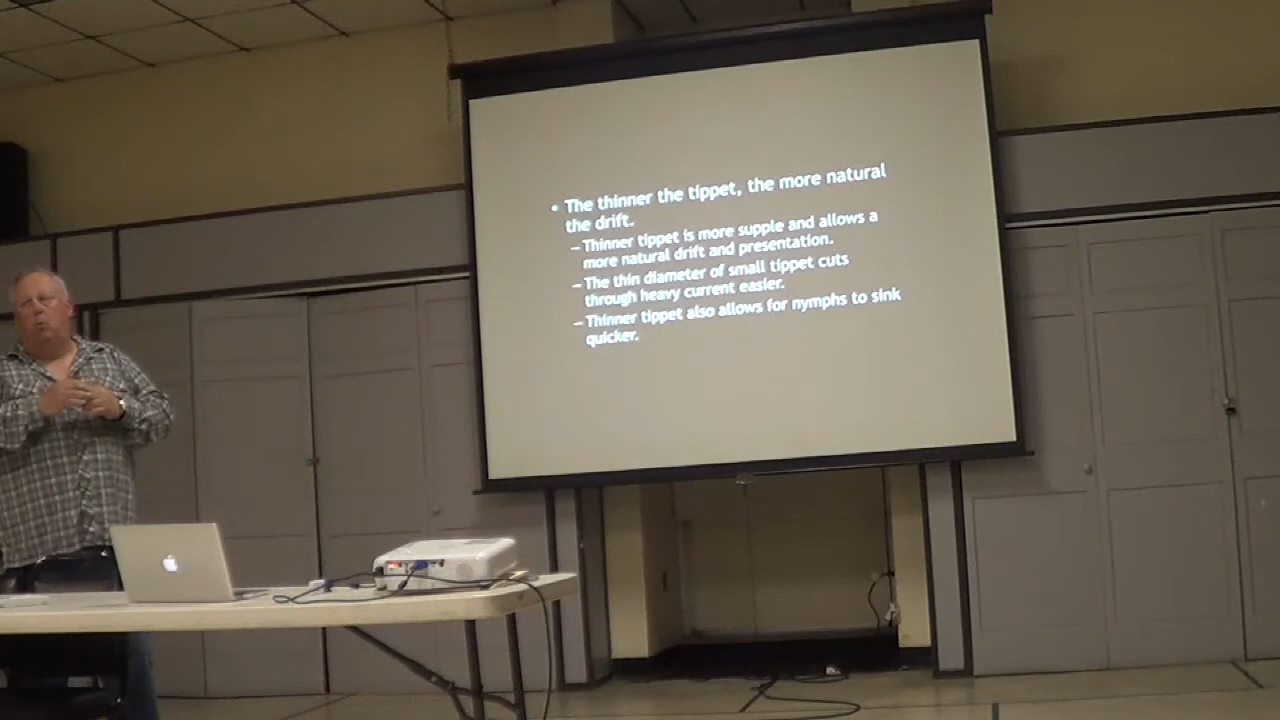 • The thinner the tippet, the more natural
the drift.
– Thinner tippet is more supple and allows a
more natural drift and presentation.
– The thin diameter of small tippet cuts
through heavy current easier.
– Thinner tippet also allows for nymphs to sink
quicker.